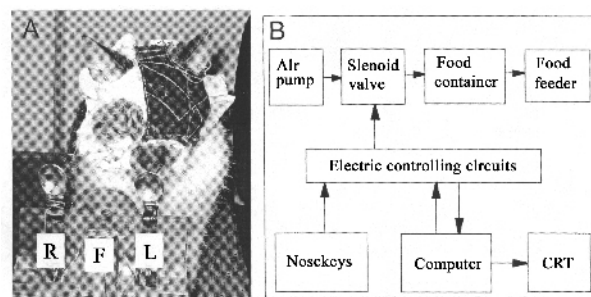 A
R
F
L
B
Air
pump
Slenoid
valve
Food
container
Food
feeder
Electric controlling circuits
Nosekeys
Computer
CRT